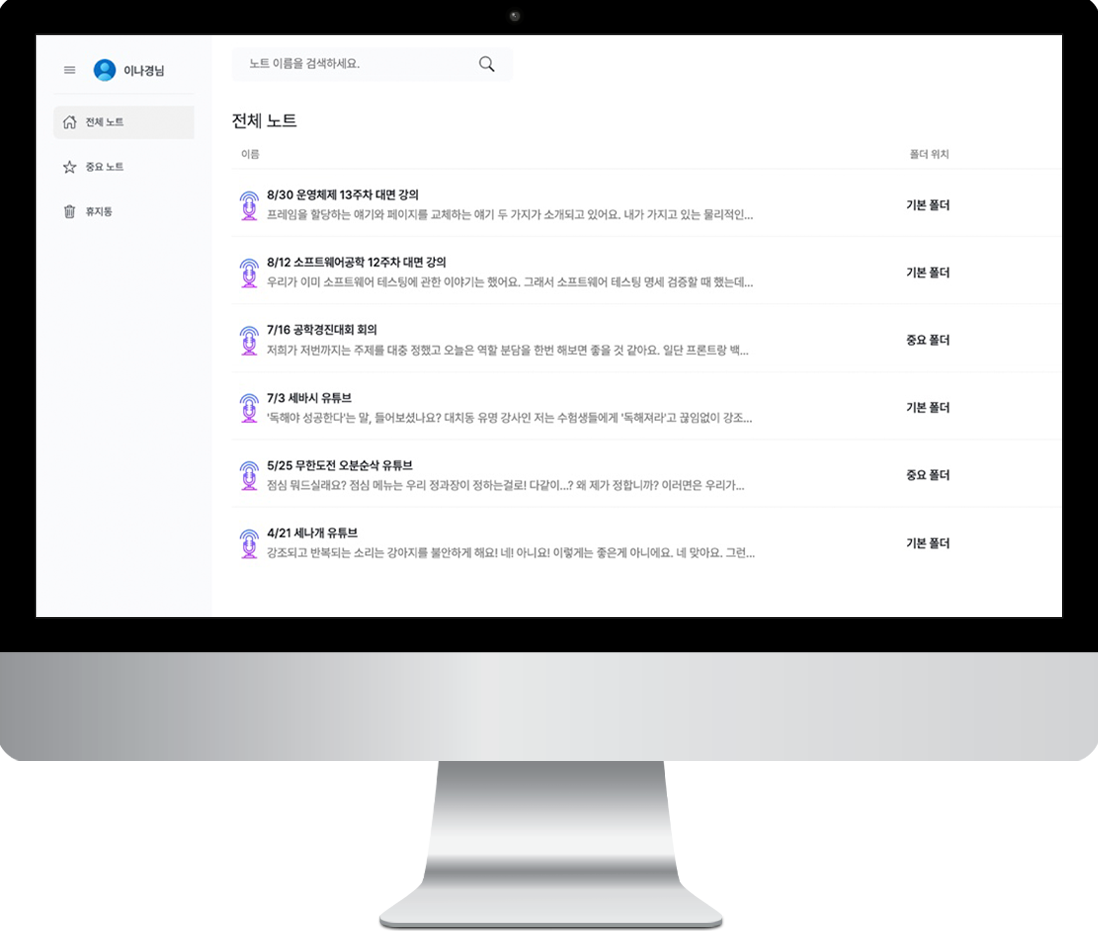 이나경님
전체 노트
중요 노트
휴지통
노트 이름을 검색하세요.
전체 노트
이름 폴더 위치
8/30 운영체제 13주차 대면 강의
프레임을 할당하는 얘기와 페이지를 교체하는 얘기 두 가지가 소개되고 있어요. 내가 가지고 있는 물리적인...
기본 폴더
8/12 소프트웨어공학 12주차 대면 강의
우리가 이미 소프트웨어 테스팅에 관한 이야기는 했어요. 그래서 소프트웨어 테스팅 명세 검증할 때 했는데...
기본 폴더
7/16 공학경진대회 회의
저희가 저번까지는 주제를 대충 정했고 오늘은 역할 분담을 한번 해보면 좋을 것 같아요. 일단 프론트랑 백...
중요 폴더
7/3 세바시 유튜브
'독해야 성공한다'는 말, 들어보셨나요? 대치동 유명 강사인 저는 수험생들에게 '독해져라'고 끊임없이 강조...
기본 폴더
5/25 무한도전 오분순삭 유튜브
점심 뭐드실래요? 점심 메뉴는 우리 정과장이 정하는걸로! 다같이...? 왜 제가 정합니까? 이러면은 우리가...
중요 폴더
4/21 세나개 유튜브
강조되고 반복되는 소리는 강아지를 불안하게 해요! 네! 아니요! 이렇게는 좋은게 아니에요. 네 맞아요. 그런...
기본 폴더